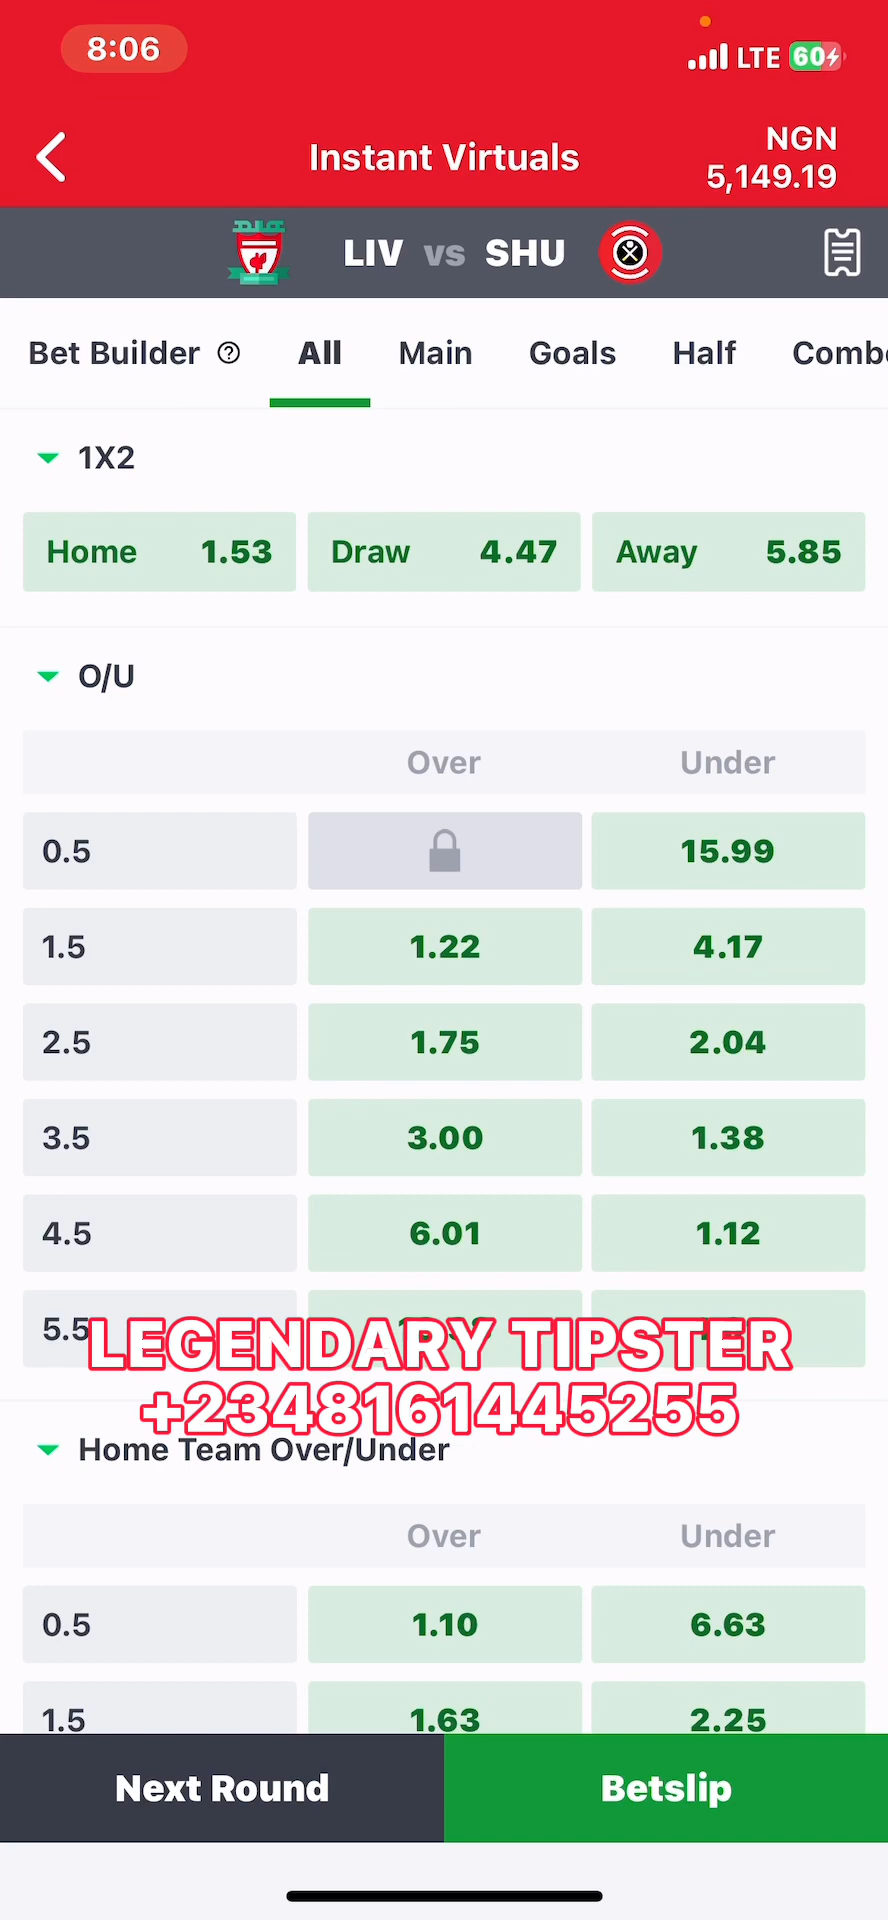 8:06
LTE 60
Instant Virtuals
NGN
5,149.19
LIV vs SHU
Bet Builder ? All Main Goals Half
1X2
Home 1.53 Draw 4.47 Away 5.85
O/U
Over Under
0.5 15.99
1.5 1.22 4.17
2.5 1.75 2.04
3.5 3.00 1.38
4.5 6.01 1.12
5.5
LEGENDARY TIPSTER
+2348161445255
Home Team Over/Under
Over Under
0.5 1.10 6.63
1.5 1.63 2.25
Next Round Betslip